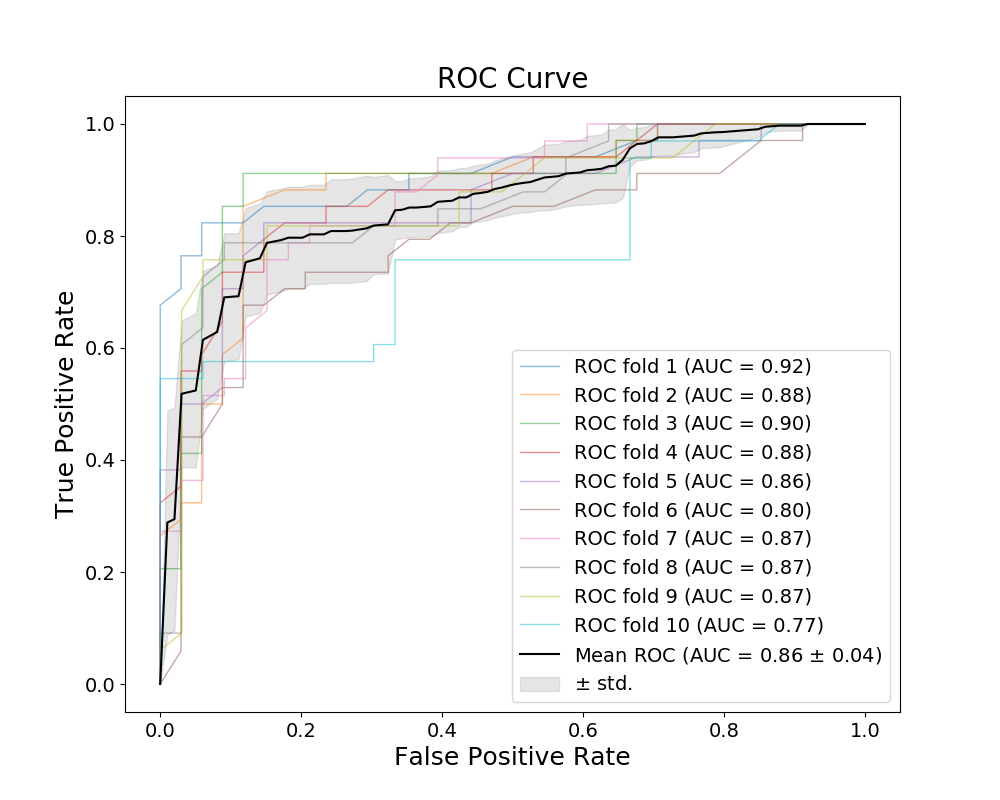 ROC Curve
True Positive Rate
1.0
0.8
0.6
0.4
0.2
0.0
ROC fold 1 (AUC = 0.92)
ROC fold 2 (AUC = 0.88)
ROC fold 3 (AUC = 0.90)
ROC fold 4 (AUC = 0.88)
ROC fold 5 (AUC = 0.86)
ROC fold 6 (AUC = 0.80)
ROC fold 7 (AUC = 0.87)
ROC fold 8 (AUC = 0.87)
ROC fold 9 (AUC = 0.87)
ROC fold 10 (AUC = 0.77)
Mean ROC (AUC = 0.86 ± 0.04)
± std.
0.0 0.2 0.4 0.6 0.8 1.0
False Positive Rate